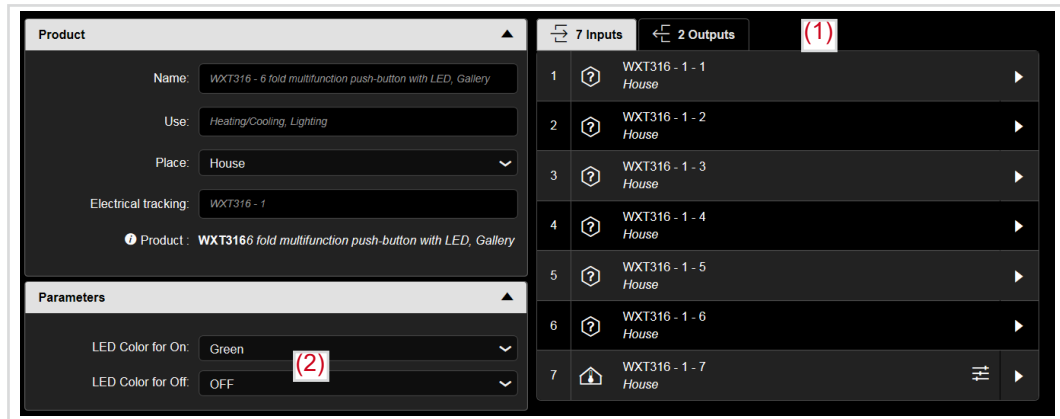 Product
Name: WXT316 - 6 fold multifunction push-button with LED, Gallery
Use: Heating/Cooling, Lighting
Place: House
Electrical tracking: WXT316 - 1
Product : WXT3166 fold multifunction push-button with LED, Gallery
Parameters
LED Color for On: Green
(2)
LED Color for Off: OFF
7 Inputs
2 Outputs
(1)
1
WXT316 - 1 - 1
House
2
WXT316 - 1 - 2
House
3
WXT316 - 1 - 3
House
4
WXT316 - 1 - 4
House
5
WXT316 - 1 - 5
House
6
WXT316 - 1 - 6
House
7
WXT316 - 1 - 7
House